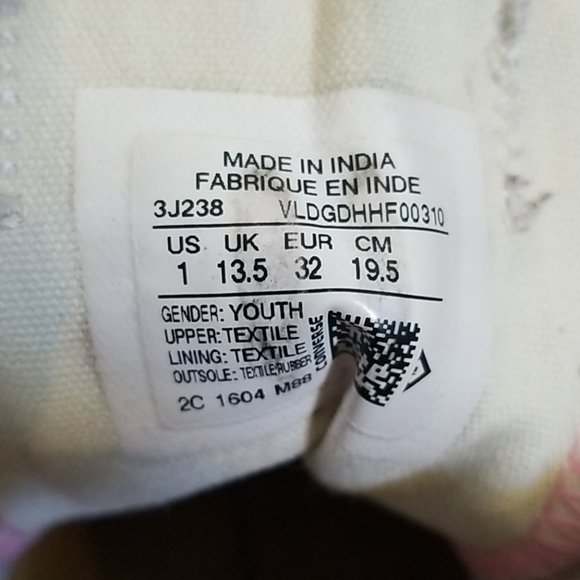 MADE IN INDIA
FABRIQUE EN INDE
3J238 VLDGDHHF00310
US UK EUR CM
1 13.5 32 19.5
GENDER: YOUTH
UPPER: TEXTILE
LINING: TEXTILE
OUTSOLE: TEXTILE/RUBBER
2C 1604 M88
CONVERSE